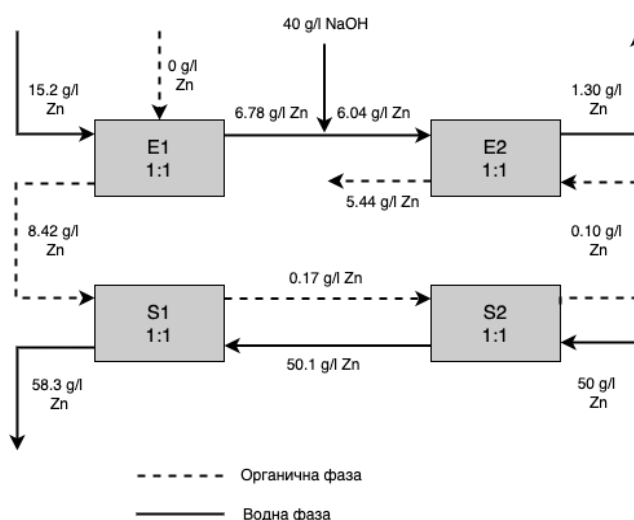 40 g/l NaOH
0 g/l
Zn
15.2 g/l
Zn
6.78 g/l Zn
6.04 g/l Zn
1.30 g/l
Zn
E1
1:1
E2
1:1
5.44 g/l Zn
8.42 g/l
Zn
0.10 g/l
Zn
0.17 g/l Zn
S1
1:1
S2
1:1
50.1 g/l Zn
58.3 g/l
Zn
50 g/l
Zn
Органична фаза
Водна фаза